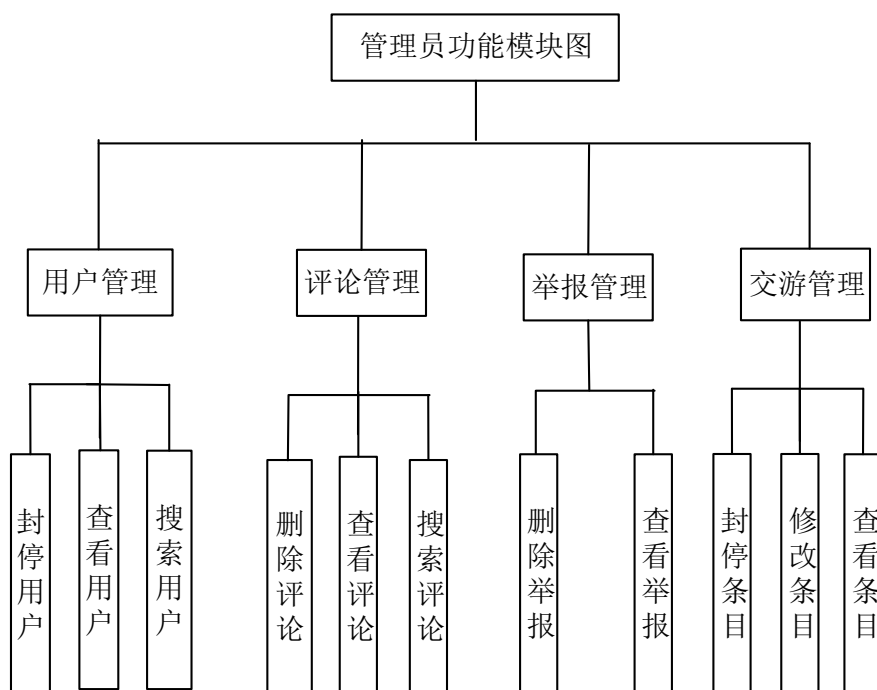 管理员功能模块图
用户管理
评论管理
举报管理
交游管理
封停用户
查看用户
搜索用户
删除评论
查看评论
搜索评论
删除举报
查看举报
封停条目
修改条目
查看条目